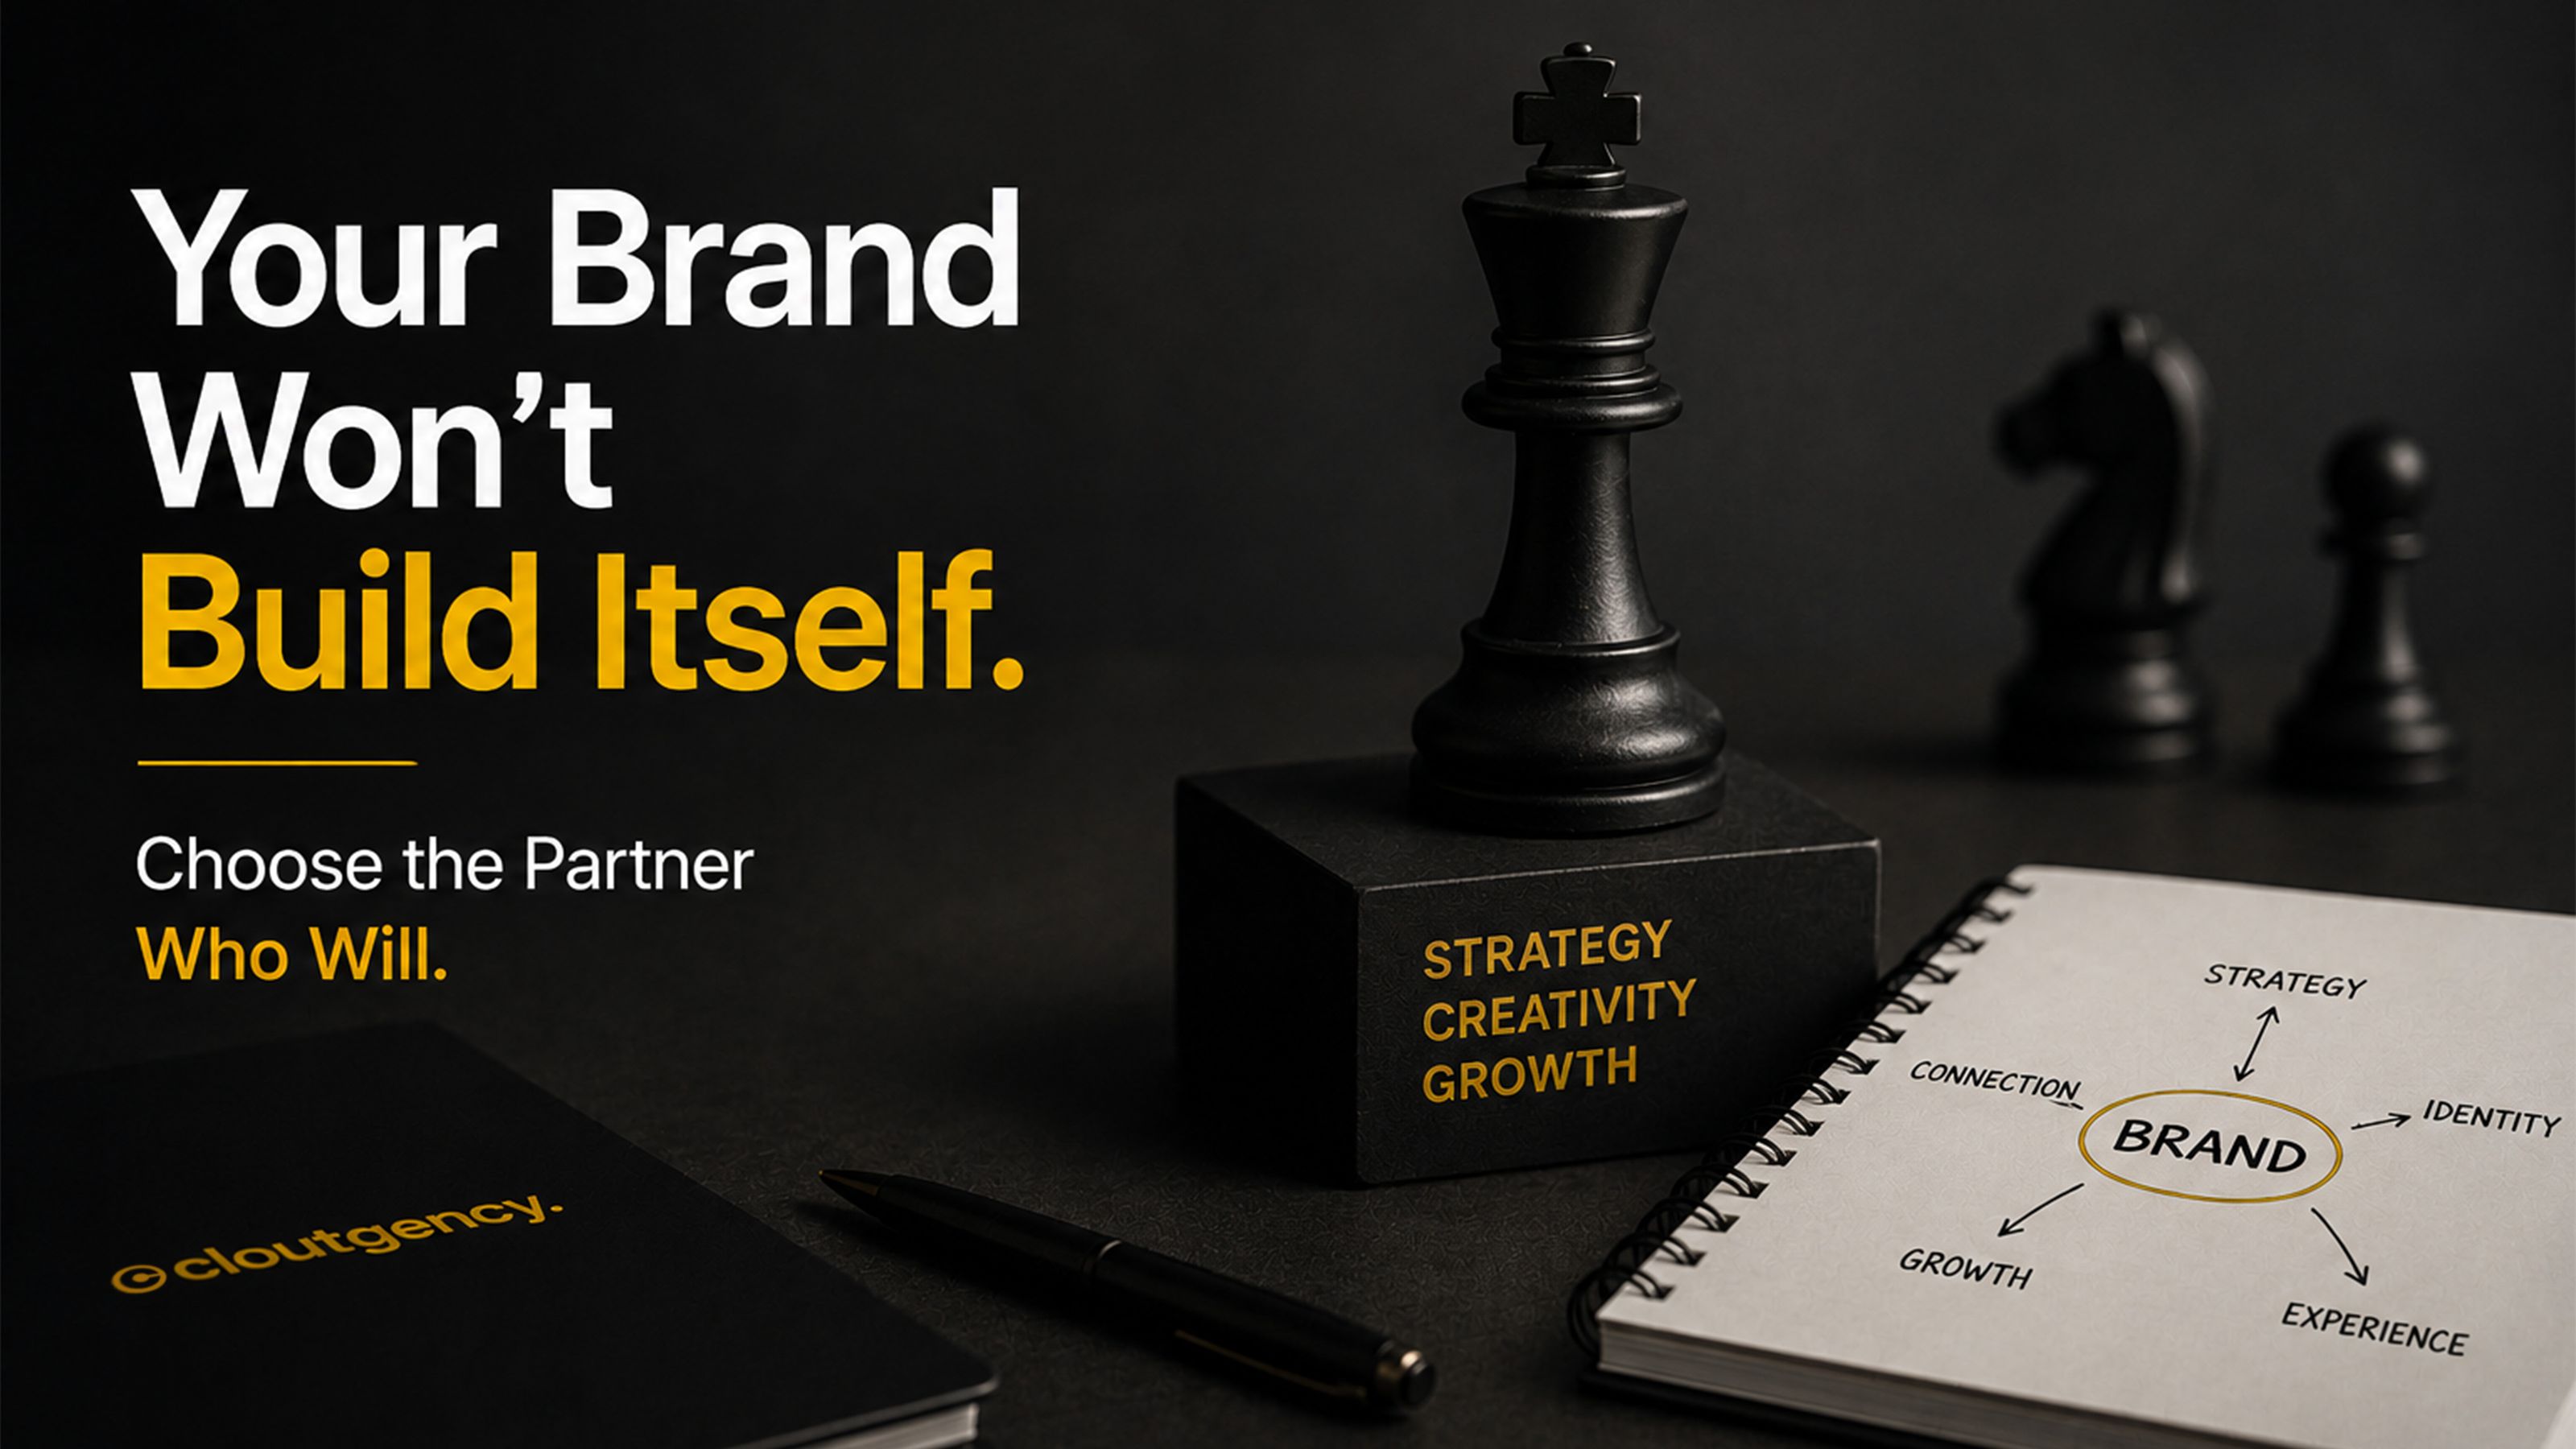 Your Brand
Won’t
Build Itself.
Choose the Partner
Who Will.
STRATEGY
CREATIVITY
GROWTH
cloutgency.
STRATEGY
CONNECTION
IDENTITY
BRAND
GROWTH
EXPERIENCE